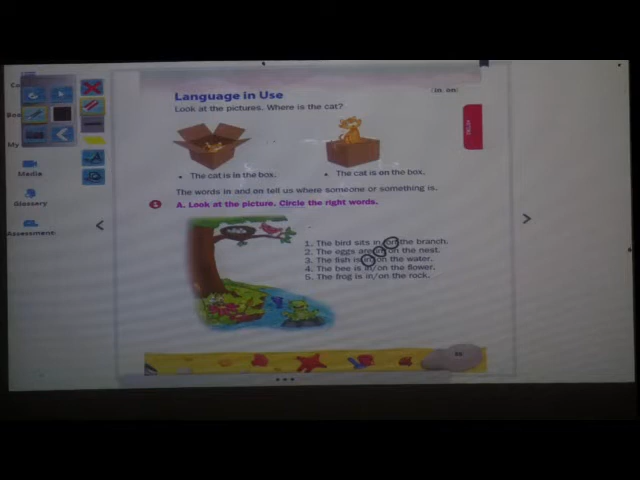 Language in Use
(in, on)
Look at the pictures. Where is the cat?
• The cat is in the box.
• The cat is on the box.
The words in and on tell us where someone or something is.
1 A. Look at the picture. Circle the right words.
1. The bird sits in/on the branch.
2. The eggs are in/on the nest.
3. The fish is in/on the water.
4. The bee is in/on the flower.
5. The frog is in/on the rock.
My
Media
Glossary
Assessment